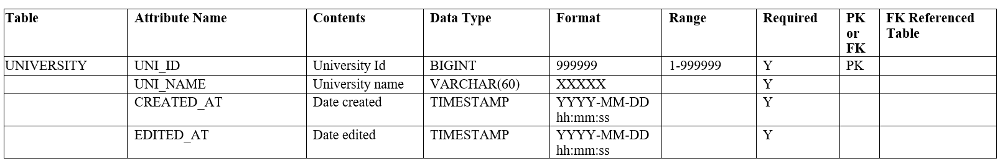 Table Attribute Name Contents Data Type Format Range Required PK or FK FK Referenced Table
UNIVERSITY UNI_ID University Id BIGINT 999999 1-999999 Y PK
UNI_NAME University name VARCHAR(60) XXXXX Y
CREATED_AT Date created TIMESTAMP YYYY-MM-DD hh:mm:ss Y
EDITED_AT Date edited TIMESTAMP YYYY-MM-DD hh:mm:ss Y